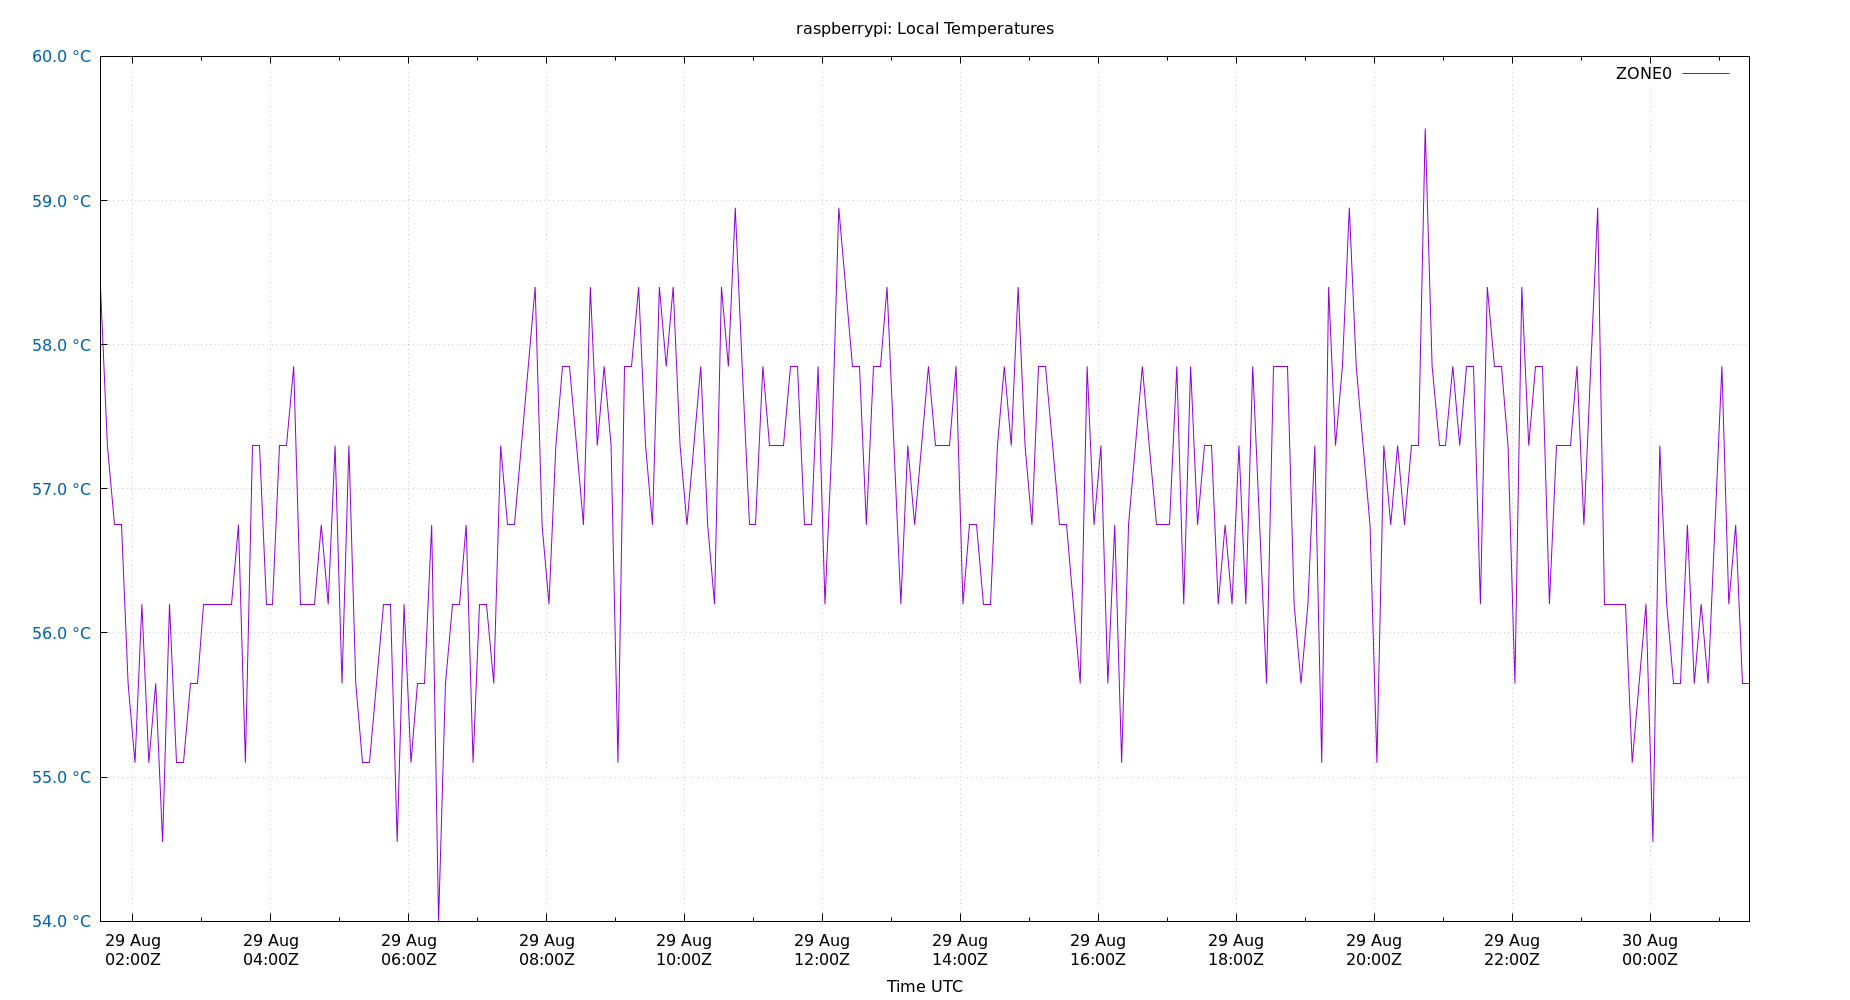 raspberrypi: Local Temperatures
60.0 °C
ZONE0
59.0 °C
58.0 °C
57.0 °C
56.0 °C
55.0 °C
54.0 °C
29 Aug 29 Aug 29 Aug 29 Aug 29 Aug 29 Aug 29 Aug 29 Aug 29 Aug 29 Aug 29 Aug 30 Aug
02:00Z 04:00Z 06:00Z 08:00Z 10:00Z 12:00Z 14:00Z 16:00Z 18:00Z 20:00Z 22:00Z 00:00Z
Time UTC